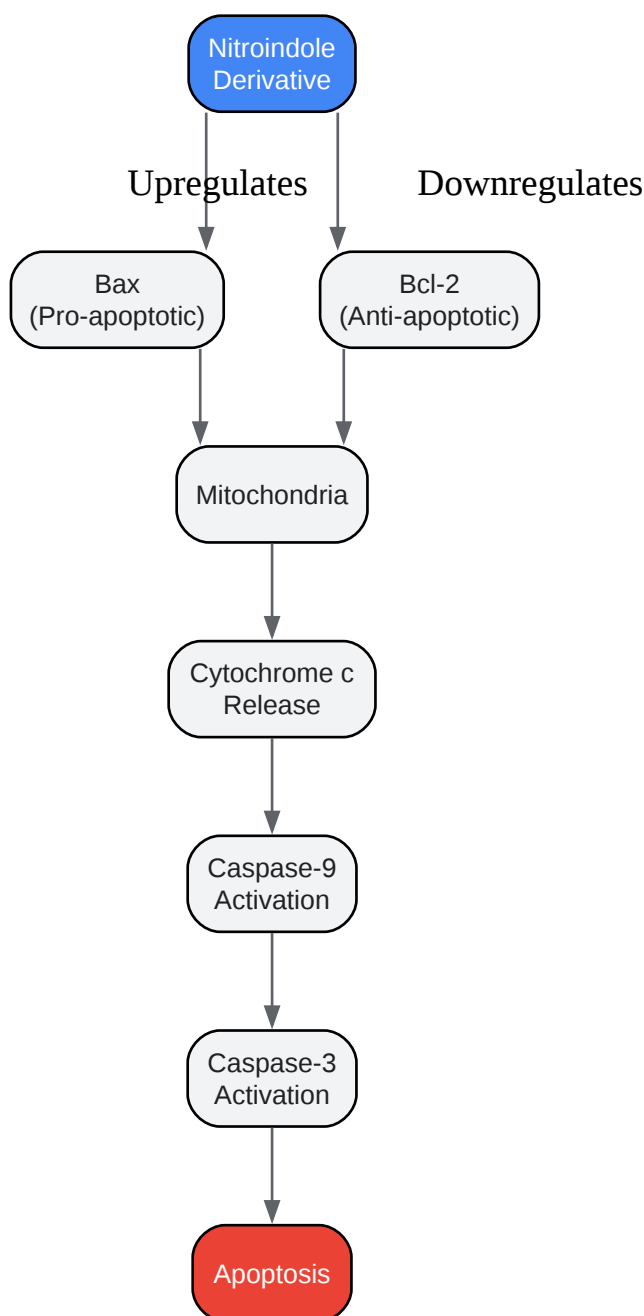 Nitroindole
Derivative
Upregulates
Downregulates
Bax
(Pro-apoptotic)
Bcl-2
(Anti-apoptotic)
Mitochondria
Cytochrome c
Release
Caspase-9
Activation
Caspase-3
Activation
Apoptosis